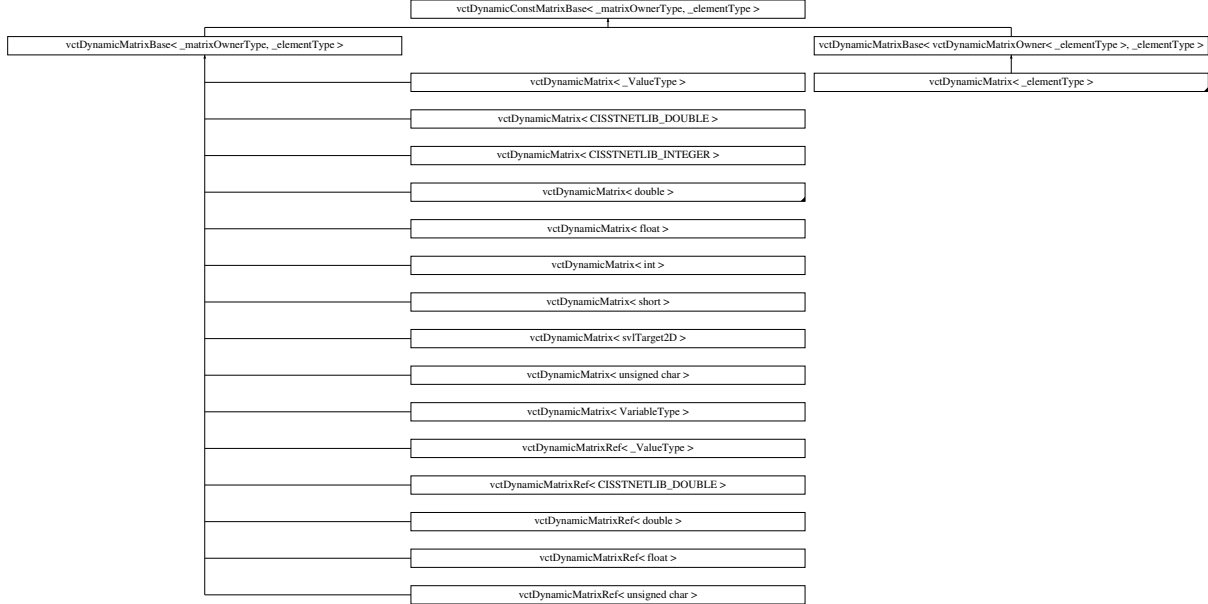 vctDynamicConstMatrixBase< _matrixOwnerType, _elementType >
vctDynamicMatrixBase< _matrixOwnerType, _elementType >
vctDynamicMatrixBase< vctDynamicMatrixOwner< _elementType >, _elementType >
vctDynamicMatrix< _ValueType >
vctDynamicMatrix< _elementType >
vctDynamicMatrix< CISSTNETLIB_DOUBLE >
vctDynamicMatrix< CISSTNETLIB_INTEGER >
vctDynamicMatrix< double >
vctDynamicMatrix< float >
vctDynamicMatrix< int >
vctDynamicMatrix< short >
vctDynamicMatrix< svlTarget2D >
vctDynamicMatrix< unsigned char >
vctDynamicMatrix< VariableType >
vctDynamicMatrixRef< _ValueType >
vctDynamicMatrixRef< CISSTNETLIB_DOUBLE >
vctDynamicMatrixRef< double >
vctDynamicMatrixRef< float >
vctDynamicMatrixRef< unsigned char >